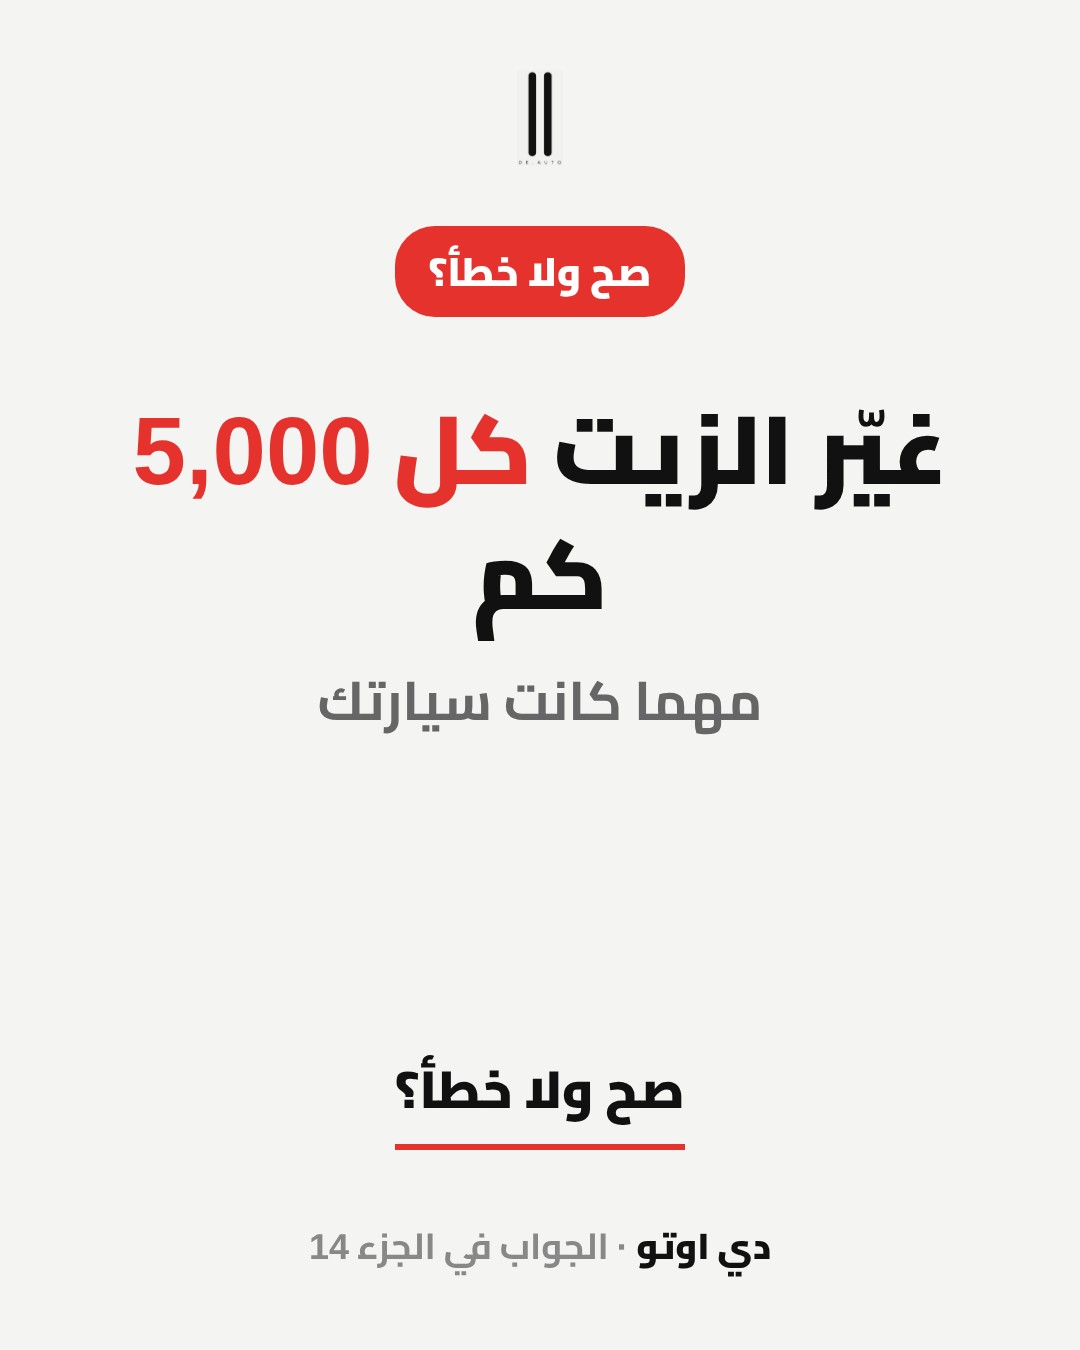 DE.AUTO
صح ولا خطأ؟
غيّر الزيت كل 5,000
كم
مهما كانت سيارتك
صح ولا خطأ؟
دي اوتو · الجواب في الجزء 14